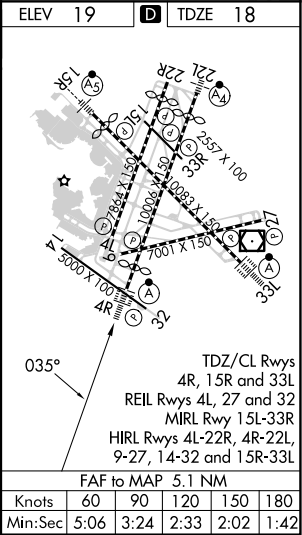 ELEV 19 D TDZE 18
15R
A5
22R
22L
A4
15L
P
P
2557 X 100
33R
P
7864 X 150
10006 X 150
10083 X 150
P
4L
P
9
27
P
P
7001 X 150
14
5000 X 100
A
A
33L
4R
P
32
035°
TDZ/CL Rwys
4R, 15R and 33L
REIL Rwys 4L, 27 and 32
MIRL Rwy 15L-33R
HIRL Rwys 4L-22R, 4R-22L,
9-27, 14-32 and 15R-33L
FAF to MAP 5.1 NM
Knots 60 90 120 150 180
Min:Sec 5:06 3:24 2:33 2:02 1:42